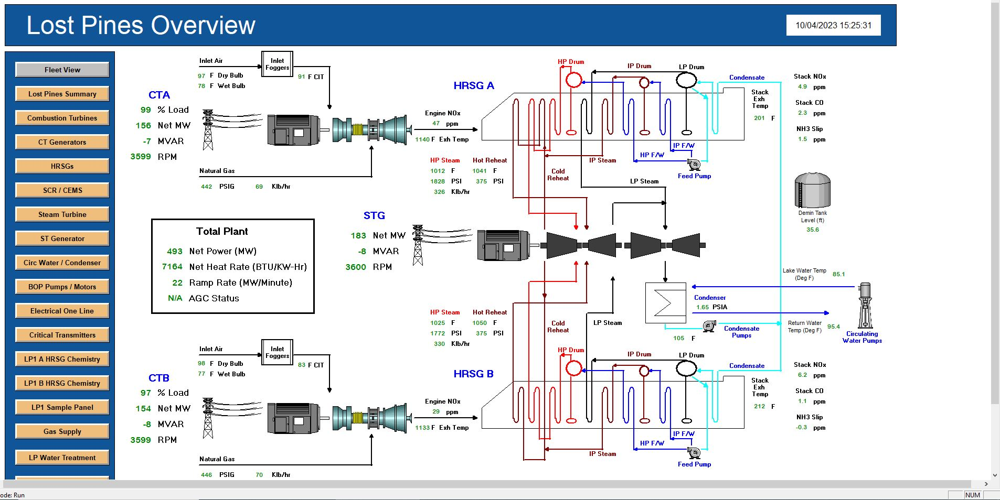 Lost Pines Overview
10/04/2023 15:25:31
Fleet View
Lost Pines Summary
Combustion Turbines
CT Generators
HRSGs
SCR / CEMS
Steam Turbine
ST Generator
Circ Water / Condenser
BOP Pumps / Motors
Electrical One Line
Critical Transmitters
LP1 A HRSG Chemistry
LP1 B HRSG Chemistry
LP1 Sample Panel
Gas Supply
LP Water Treatment
Inlet Air
97 F Dry Bulb
78 F Wet Bulb
Inlet
Foggers
91 F CIT
CTA
99 % Load
156 Net MW
-7 MVAR
3599 RPM
Natural Gas
442 PSIG 69 Klb/hr
Engine NOx
47 ppm
1140 F Exh Temp
HRSG A
HP Drum
IP Drum
LP Drum
Condensate
Stack
Exh
Temp
201 F
Stack NOx
4.9 ppm
Stack CO
2.3 ppm
NH3 Slip
1.5 ppm
IP F/W
HP F/W
IP Steam
Feed Pump
HP Steam
1012 F
1828 PSI
326 Klb/hr
Hot Reheat
1041 F
375 PSI
Cold
Reheat
LP Steam
Demin Tank
Level (ft)
35.6
Total Plant
493 Net Power (MW)
7164 Net Heat Rate (BTU/KW-Hr)
22 Ramp Rate (MW/Minute)
N/A AGC Status
STG
183 Net MW
-8 MVAR
3600 RPM
Lake Water Temp
(Deg F)
85.1
Condenser
1.65 PSIA
Return Water
Temp (Deg F)
95.4
Condensate
Pumps
105 F
Circulating
Water Pumps
HP Steam
1025 F
1772 PSI
330 Klb/hr
Hot Reheat
1050 F
375 PSI
Cold
Reheat
LP Steam
Inlet Air
98 F Dry Bulb
77 F Wet Bulb
Inlet
Foggers
83 F CIT
CTB
97 % Load
154 Net MW
-8 MVAR
3599 RPM
Natural Gas
446 PSIG 70 Klb/hr
Engine NOx
29 ppm
1133 F Exh Temp
HRSG B
HP Drum
IP Drum
LP Drum
Condensate
Stack
Exh
Temp
212 F
Stack NOx
6.2 ppm
Stack CO
1.1 ppm
NH3 Slip
-0.3 ppm
IP F/W
HP F/W
IP Steam
Feed Pump
ode: Run
NUM